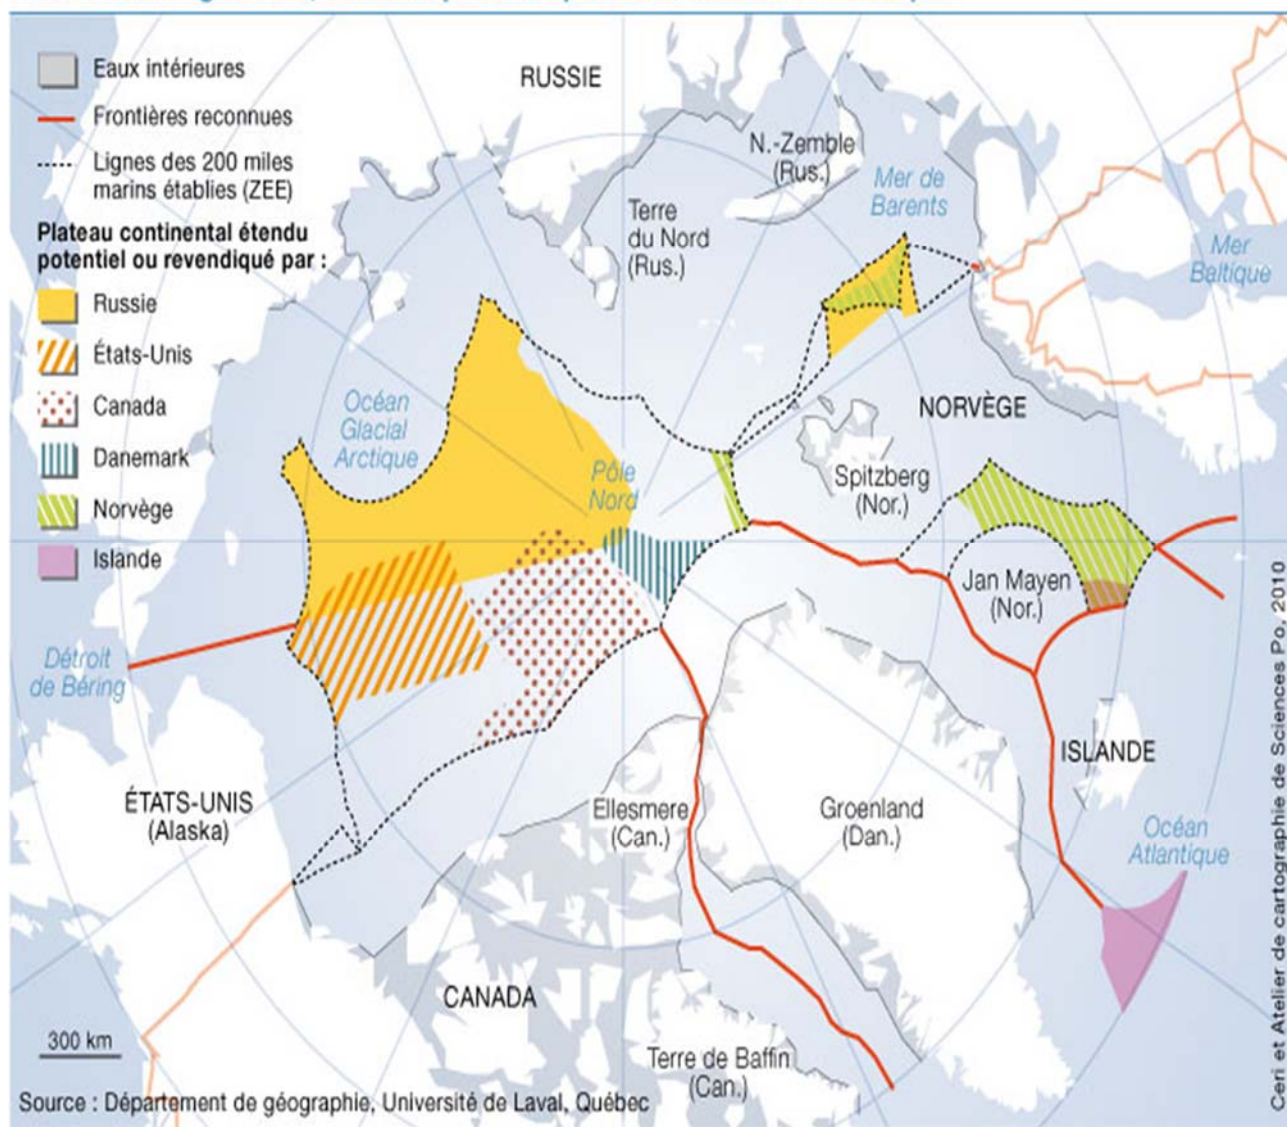 Eaux intérieures
Frontières reconnues
Lignes des 200 miles
marins établies (ZEE)
Plateau continental étendu
potentiel ou revendiqué par :
Russie
États-Unis
Canada
Danemark
Norvège
Islande
RUSSIE
N.-Zemble
(Rus.)
Mer de
Barents
Terre
du Nord
(Rus.)
Mer
Baltique
Océan
Glacial
Arctique
Pôle
Nord
NORVÈGE
Spitzberg
(Nor.)
Jan Mayen
(Nor.)
Détroit
de Béring
ISLANDE
ÉTATS-UNIS
(Alaska)
Ellesmere
(Can.)
Groenland
(Dan.)
Océan
Atlantique
CANADA
300 km
Terre de Baffin
(Can.)
Source : Département de géographie, Université de Laval, Québec
Ceri et Atelier de cartographie de Sciences Po, 2010